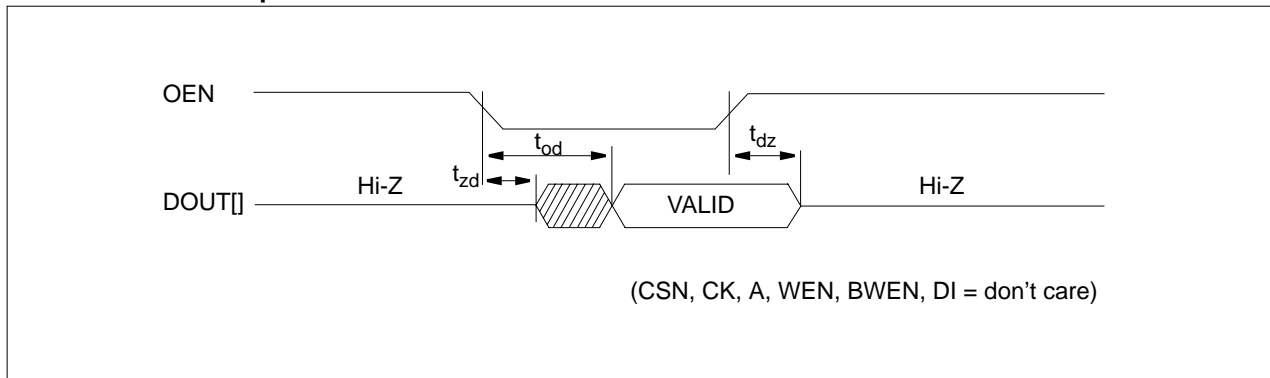 OEN
t_od
t_dz
t_zd
Hi-Z
Hi-Z
DOUT[]
VALID
(CSN, CK, A, WEN, BWEN, DI = don't care)